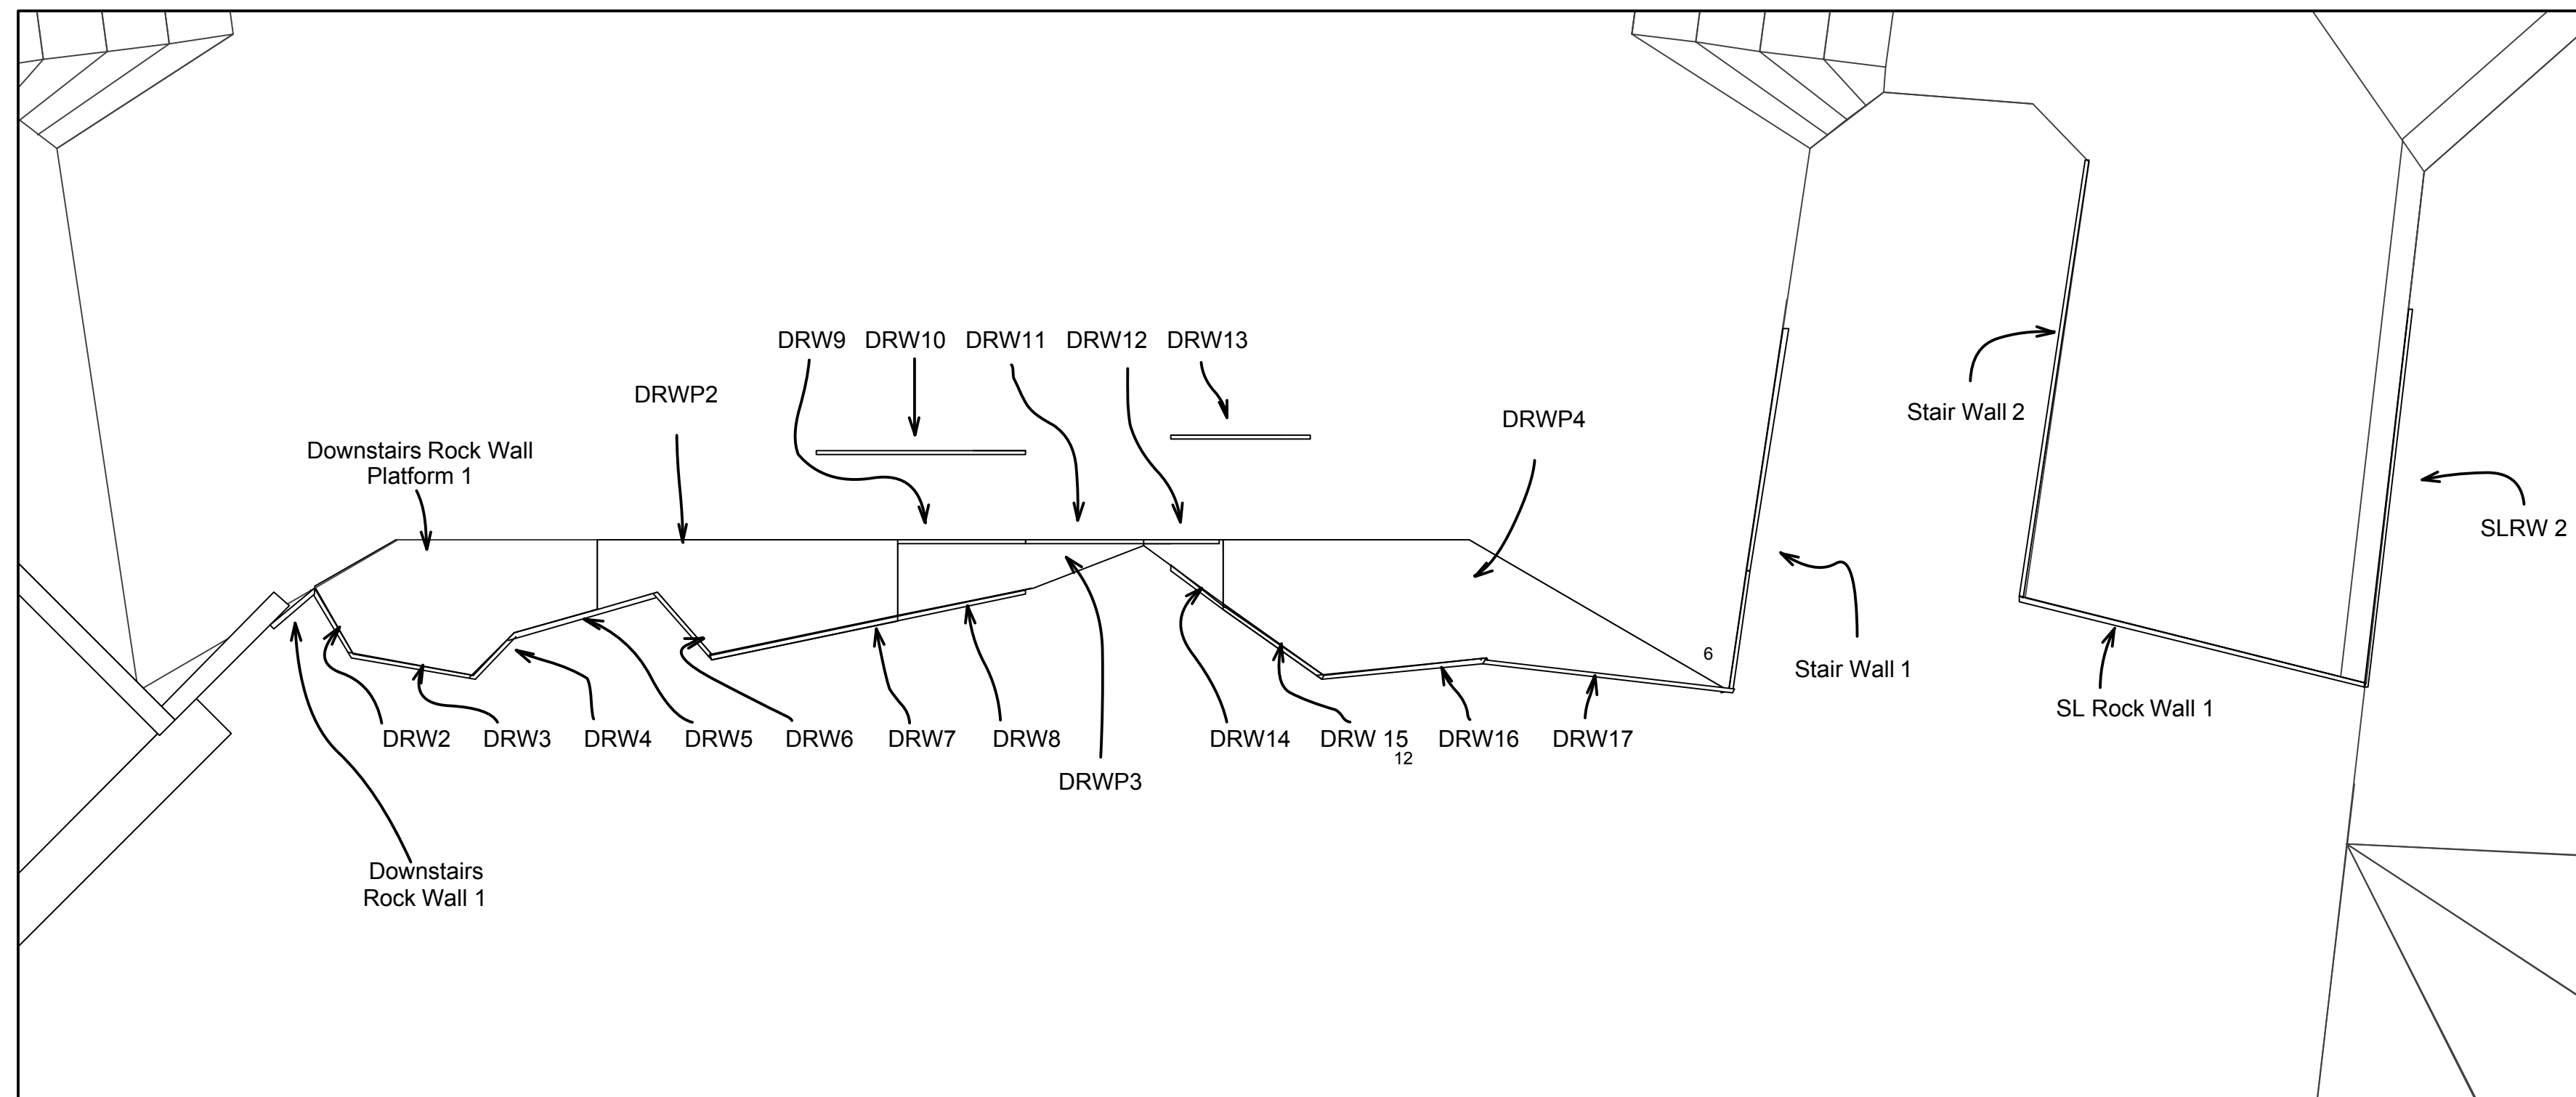 DRW9 DRW10 DRW11 DRW12 DRW13
DRWP2
Stair Wall 2
DRWP4
Downstairs Rock Wall
Platform 1
SLRW 2
6
Stair Wall 1
SL Rock Wall 1
DRW2 DRW3 DRW4 DRW5 DRW6 DRW7 DRW8 DRW14 DRW 15 DRW16 DRW17
12
DRWP3
Downstairs
Rock Wall 1